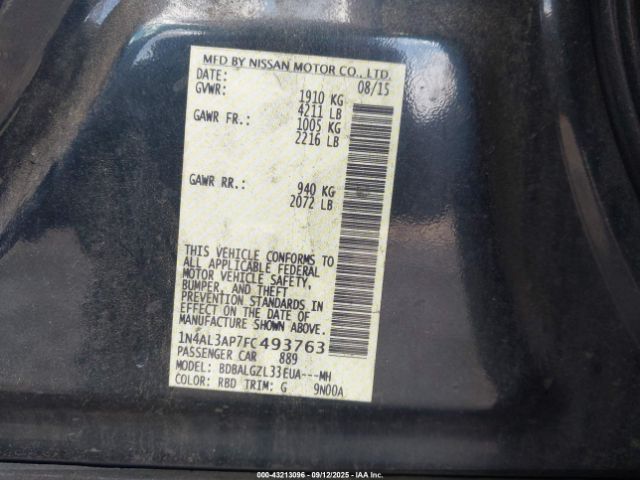 MFD BY NISSAN MOTOR CO., LTD.
DATE: 08/15
GVWR: 1910 KG
4211 LB
GAWR FR.: 1005 KG
2216 LB
GAWR RR.: 940 KG
2072 LB
THIS VEHICLE CONFORMS TO
ALL APPLICABLE FEDERAL
MOTOR VEHICLE SAFETY,
BUMPER, AND THEFT
PREVENTION STANDARDS IN
EFFECT ON THE DATE OF
MANUFACTURE SHOWN ABOVE.
1N4AL3AP7FC493763
PASSENGER CAR 889
MODEL: BDBALGZL33EUA---MH
COLOR: RBD TRIM: G 9N00A
000-43213096 - 09/12/2025 - IAA